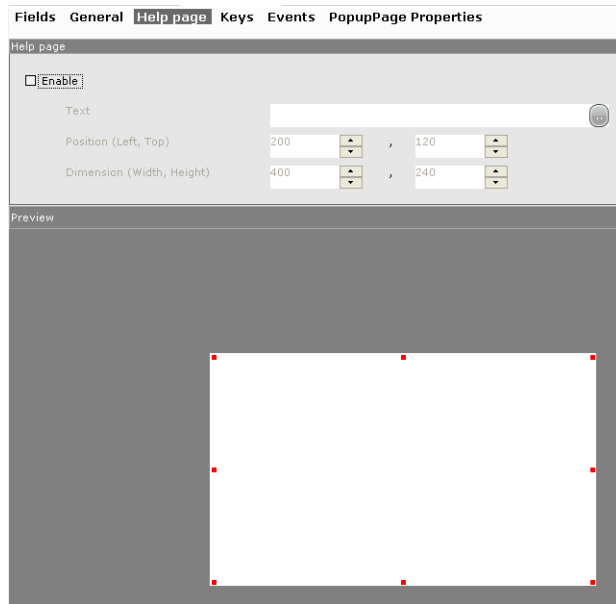 Fields General Help page Keys Events PopupPage Properties
Help page
Enable
Text
..
Position (Left, Top) 200 , 120
Dimension (Width, Height) 400 , 240
Preview